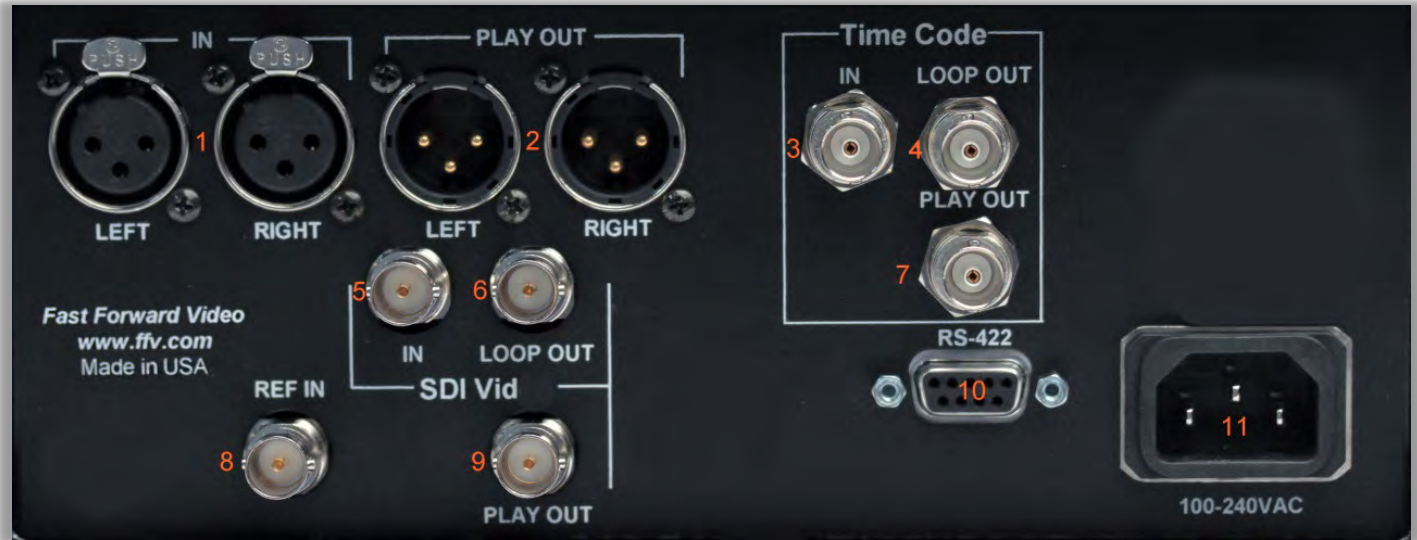 IN
PLAY OUT
PUSH
PUSH
1
2
LEFT
RIGHT
LEFT
RIGHT
Time Code
IN
LOOP OUT
3
4
PLAY OUT
7
5
6
IN
LOOP OUT
SDI Vid
Fast Forward Video
www.ffv.com
Made in USA
REF IN
8
9
PLAY OUT
RS-422
10
11
100-240VAC